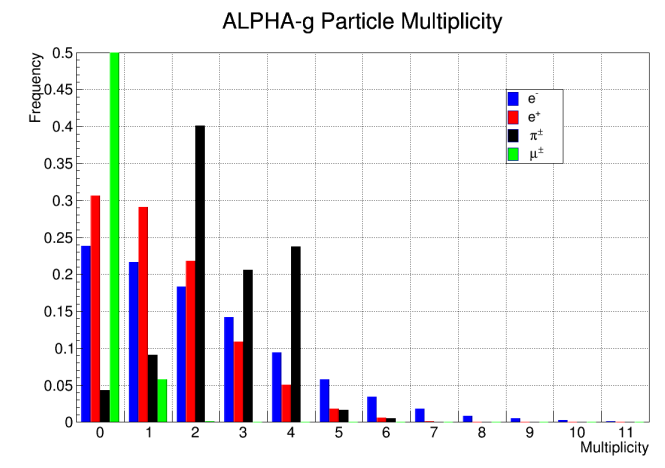 ALPHA-g Particle Multiplicity
Frequency
0.5
0.45
0.4
0.35
0.3
0.25
0.2
0.15
0.1
0.05
0
e⁻
e⁺
π±
μ±
0 1 2 3 4 5 6 7 8 9 10 11
Multiplicity